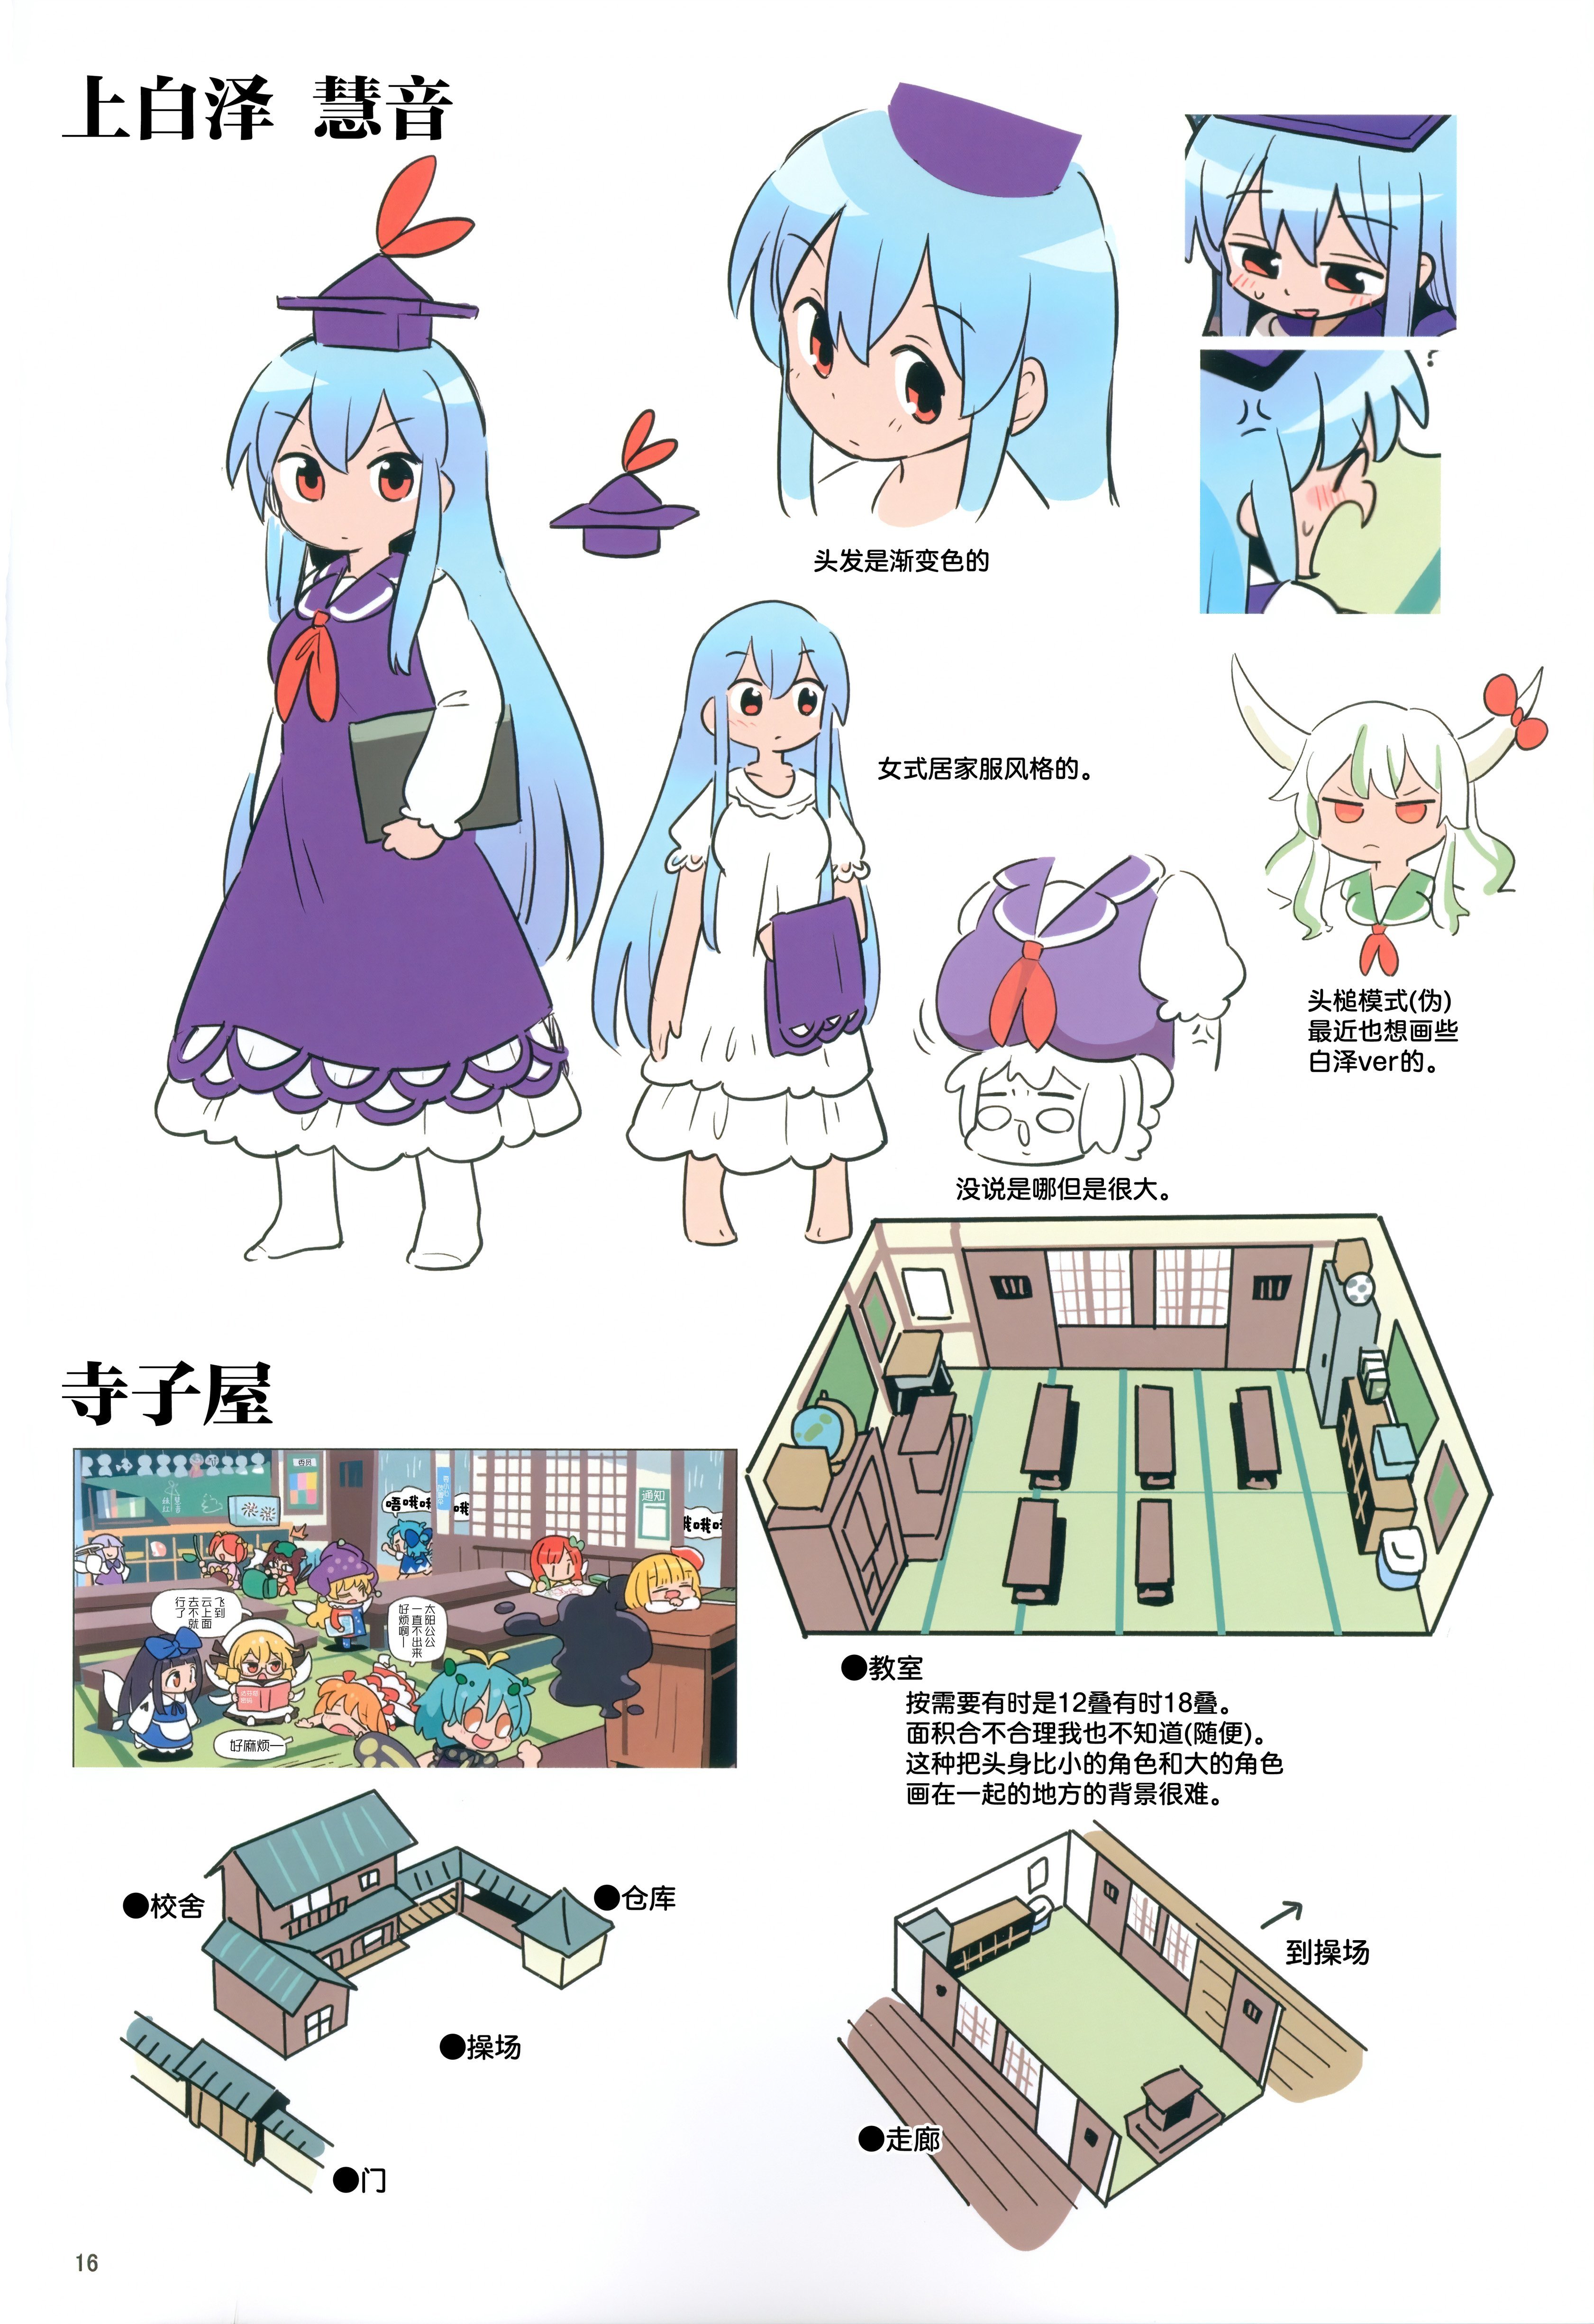 上白泽 慧音
?
头发是渐变色的
女式居家服风格的。
头槌模式(伪)
最近也想画些
白泽ver的。
没说是哪但是很大。
寺子屋
通知
唔哦哦
哦
哦哦
飞到
云上面
去不就
行了
太阳公公
一直不出来
好烦啊—
好麻烦—
●教室
按需要有时是12叠有时18叠。
面积合不合理我也不知道(随便)。
这种把头身比小的角色和大的角色
画在一起的地方的背景很难。
●校舍
●仓库
●操场
●门
到操场
●走廊
16